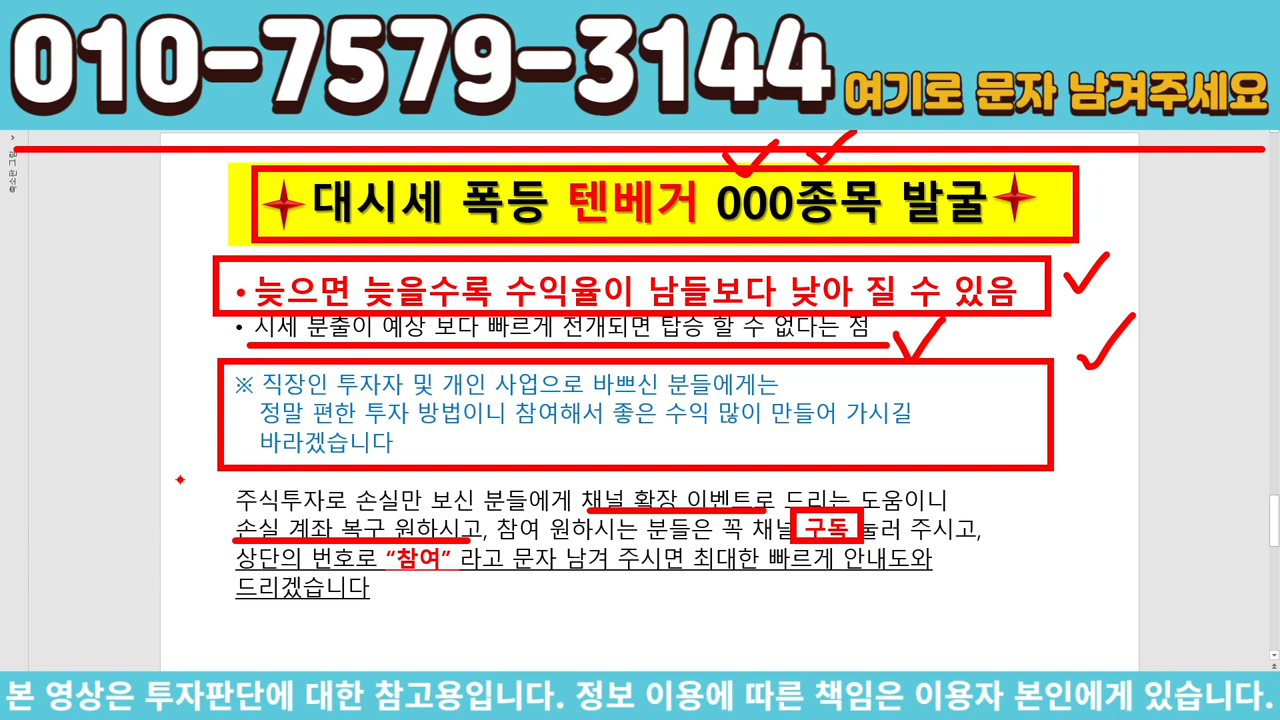 010-7579-3144 여기로 문자 남겨주세요
대시세 폭등 텐베거 000종목 발굴
• 늦으면 늦을수록 수익율이 남들보다 낮아 질 수 있음
• 시세 분출이 예상 보다 빠르게 전개되면 탑승 할 수 없다는 점
※ 직장인 투자자 및 개인 사업으로 바쁘신 분들에게는
정말 편한 투자 방법이니 참여해서 좋은 수익 많이 만들어 가시길
바라겠습니다
주식투자로 손실만 보신 분들에게 채널 확장 이벤트로 드리는 도움이니
손실 계좌 복구 원하시고, 참여 원하시는 분들은 꼭 채널 구독 눌러 주시고,
상단의 번호로 “참여” 라고 문자 남겨 주시면 최대한 빠르게 안내도와
드리겠습니다
본 영상은 투자판단에 대한 참고용입니다. 정보 이용에 따른 책임은 이용자 본인에게 있습니다.